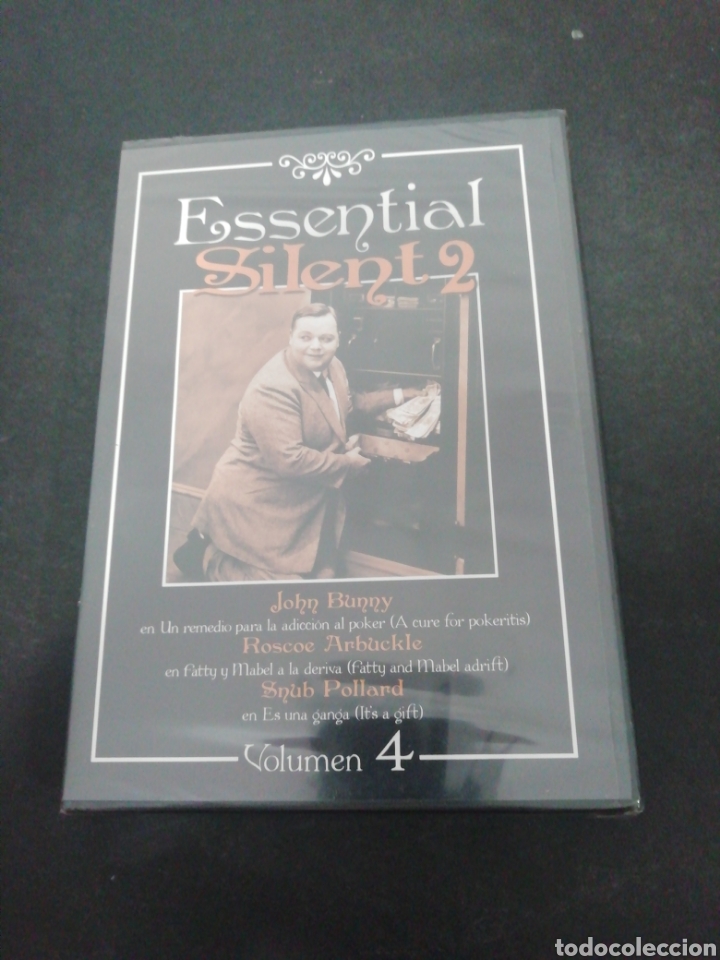 Essential
Silent 2
John Bunny
en Un remedio para la adicción al poker (A cure for pokeritis)
Roscoe Arbuckle
en Fatty y Mabel a la deriva (Fatty and Mabel adrift)
Snub Pollard
en Es una ganga (It's a gift)
Volumen 4
todocoleccion